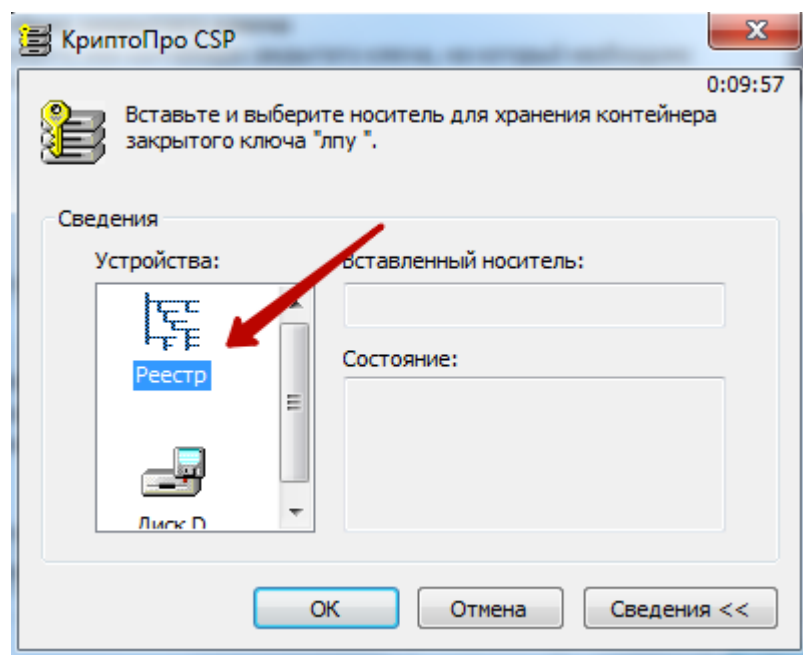 КриптоПро CSP
0:09:57
Вставьте и выберите носитель для хранения контейнера
закрытого ключа "лпу ".
Сведения
Устройства:
Вставленный носитель:
Реестр
Состояние:
Диск D
ОК
Отмена
Сведения <<